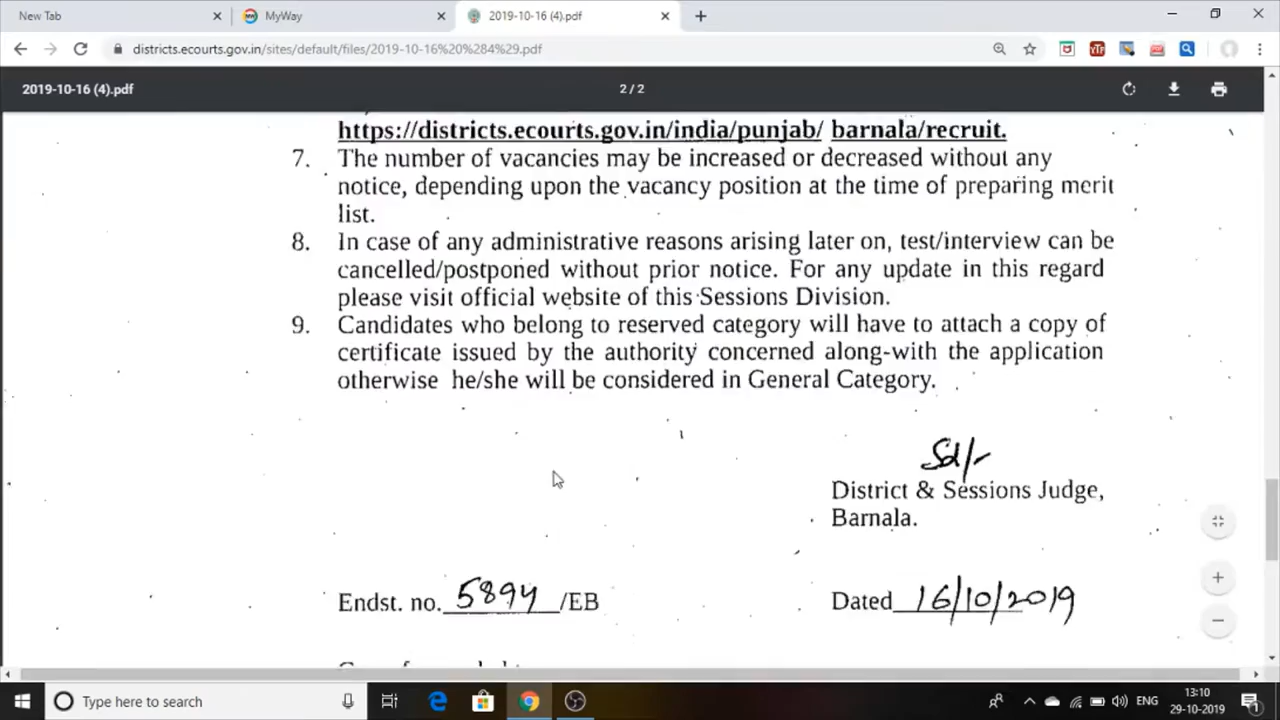 New Tab
MyWay
2019-10-16 (4).pdf
districts.ecourts.gov.in/sites/default/files/2019-10-16%20%284%29.pdf
2019-10-16 (4).pdf
2 / 2
https://districts.ecourts.gov.in/india/punjab/ barnala/recruit.
7. The number of vacancies may be increased or decreased without any
notice, depending upon the vacancy position at the time of preparing merit
list.
8. In case of any administrative reasons arising later on, test/interview can be
cancelled/postponed without prior notice. For any update in this regard
please visit official website of this Sessions Division.
9. Candidates who belong to reserved category will have to attach a copy of
certificate issued by the authority concerned along-with the application
otherwise he/she will be considered in General Category.
Sd/-
District & Sessions Judge,
Barnala.
Endst. no. 5894 /EB
Dated 16/10/2019
Type here to search
ENG
13:10
29-10-2019